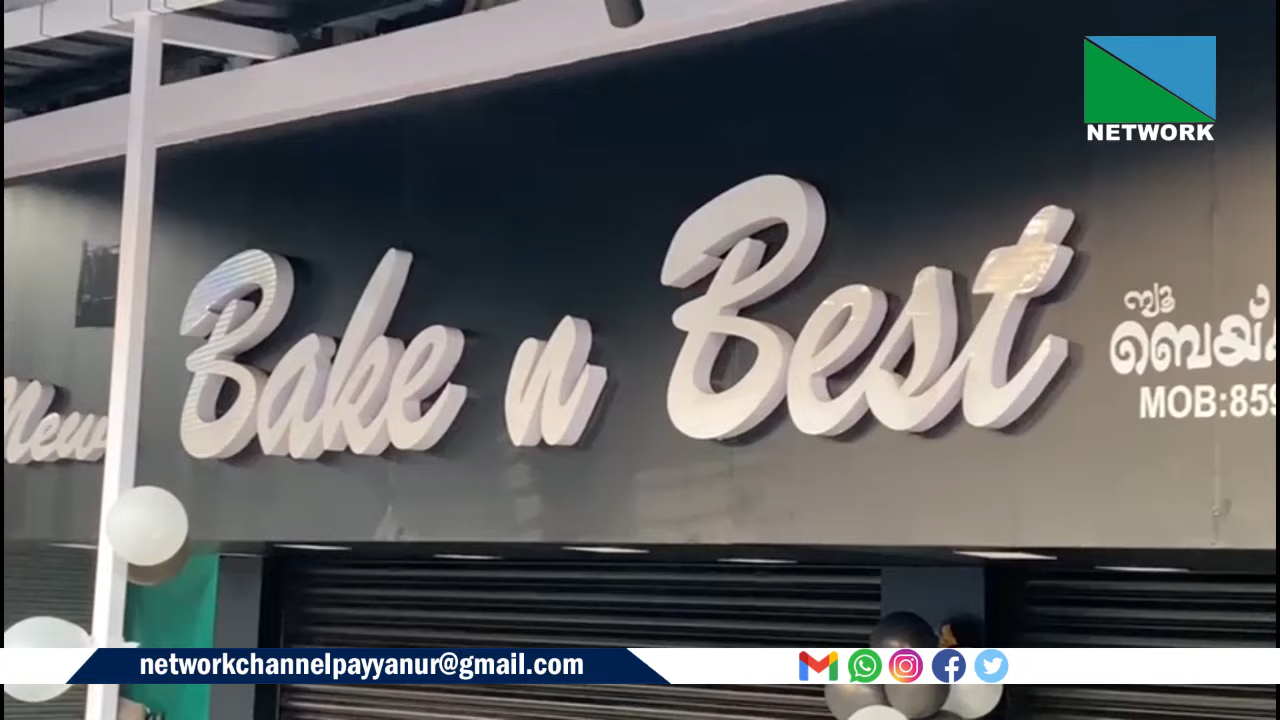 NETWORK
New Bake n Best
ന്യൂ
MOB:859
networkchannelpayyanur@gmail.com